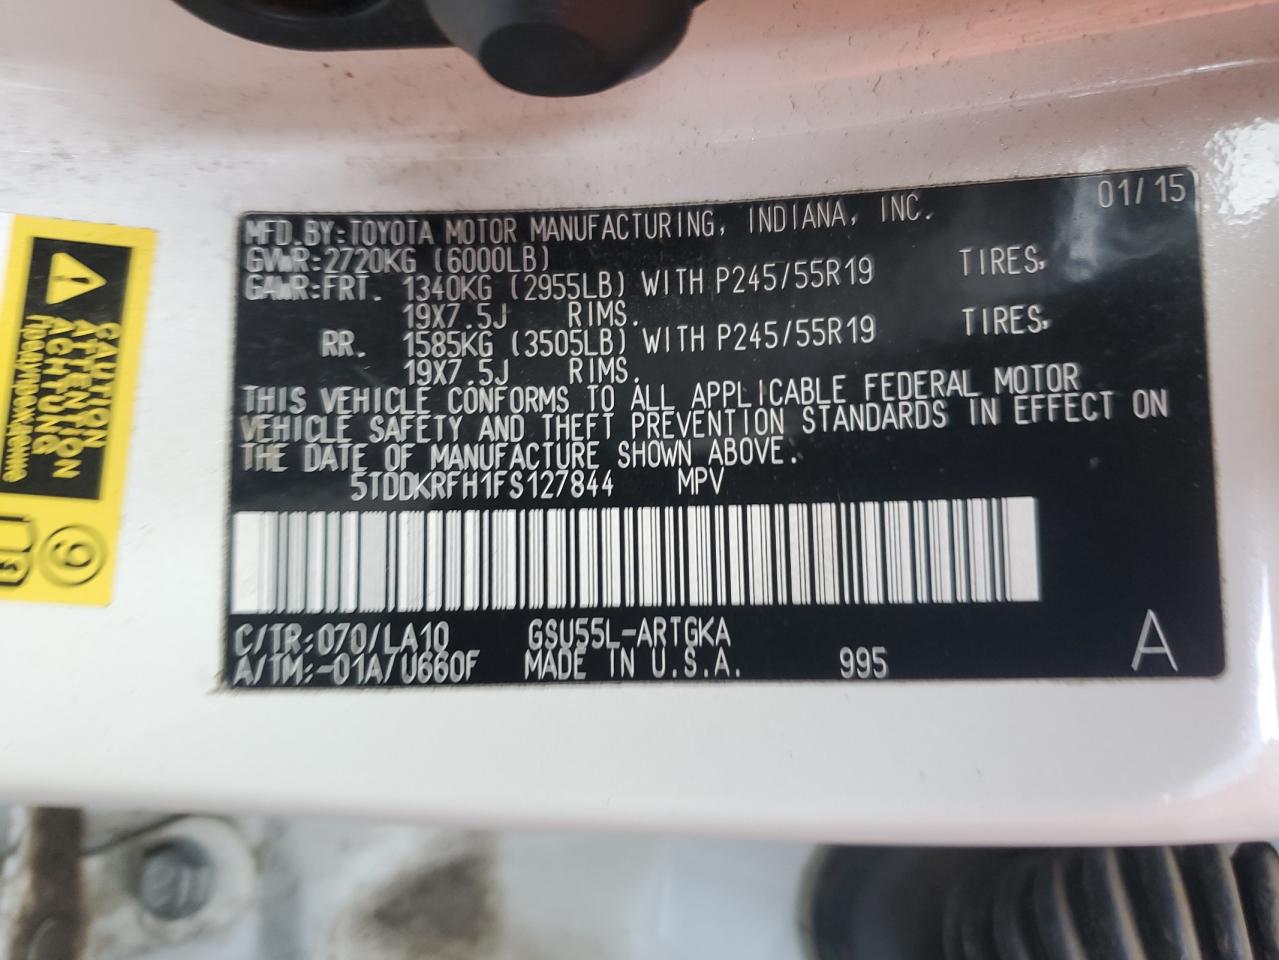 MFD.BY:TOYOTA MOTOR MANUFACTURING, INDIANA, INC. 01/15
GVWR:2720KG (6000LB)
GAWR:FRT. 1340KG (2955LB) WITH P245/55R19 TIRES,
19X7.5J RIMS.
RR. 1585KG (3505LB) WITH P245/55R19 TIRES,
19X7.5J RIMS.
THIS VEHICLE CONFORMS TO ALL APPLICABLE FEDERAL MOTOR
VEHICLE SAFETY AND THEFT PREVENTION STANDARDS IN EFFECT ON
THE DATE OF MANUFACTURE SHOWN ABOVE.
5TDDKRFH1FS127844 MPV
C/TR:070/LA10 GSU55L-ARTGKA
A/TM:-01A/U660F MADE IN U.S.A. 995 A
CAUTION
ATTENTION
ACHTUNG
9